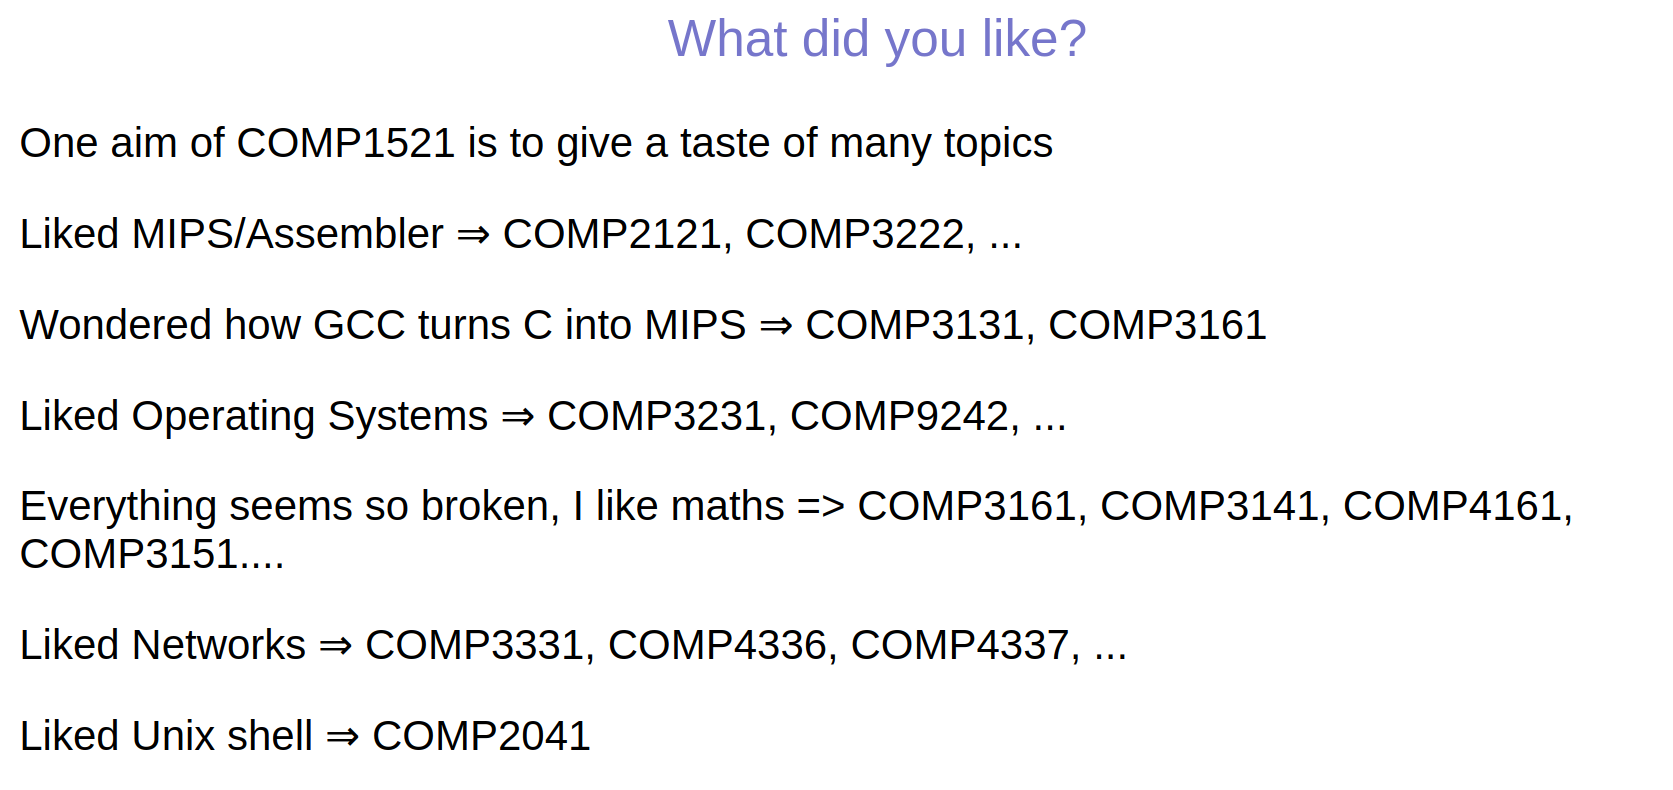 What did you like?
One aim of COMP1521 is to give a taste of many topics
Liked MIPS/Assembler ⇒ COMP2121, COMP3222, ...
Wondered how GCC turns C into MIPS ⇒ COMP3131, COMP3161
Liked Operating Systems ⇒ COMP3231, COMP9242, ...
Everything seems so broken, I like maths => COMP3161, COMP3141, COMP4161,
COMP3151....
Liked Networks ⇒ COMP3331, COMP4336, COMP4337, ...
Liked Unix shell ⇒ COMP2041